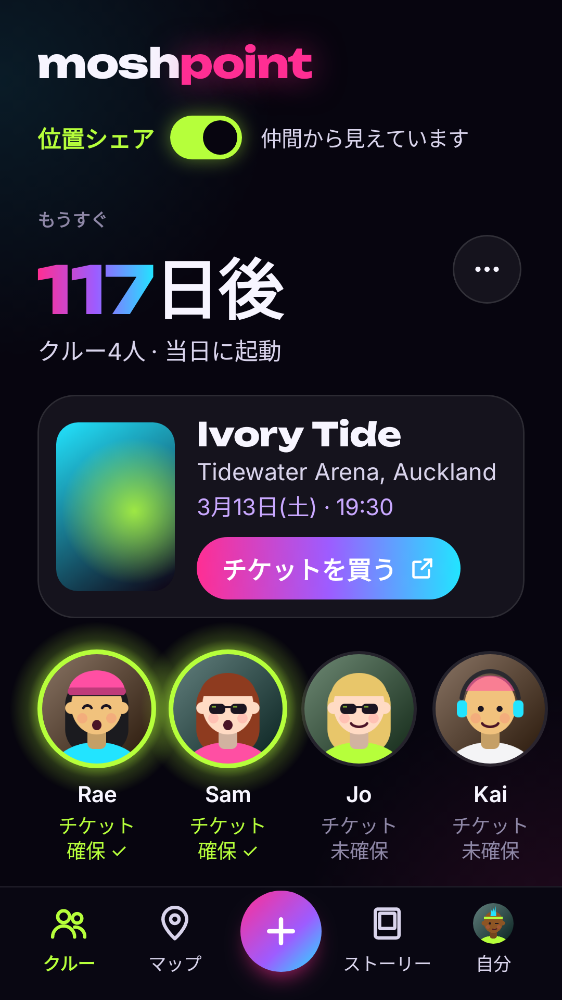 moshpoint
位置シェア 仲間から見えています
もうすぐ
117日後
クルー4人 · 当日に起動
Ivory Tide
Tidewater Arena, Auckland
3月13日(土) · 19:30
チケットを買う
Rae Sam Jo Kai
チケット チケット チケット チケット
確保 ✓ 確保 ✓ 未確保 未確保
クルー マップ ストーリー 自分